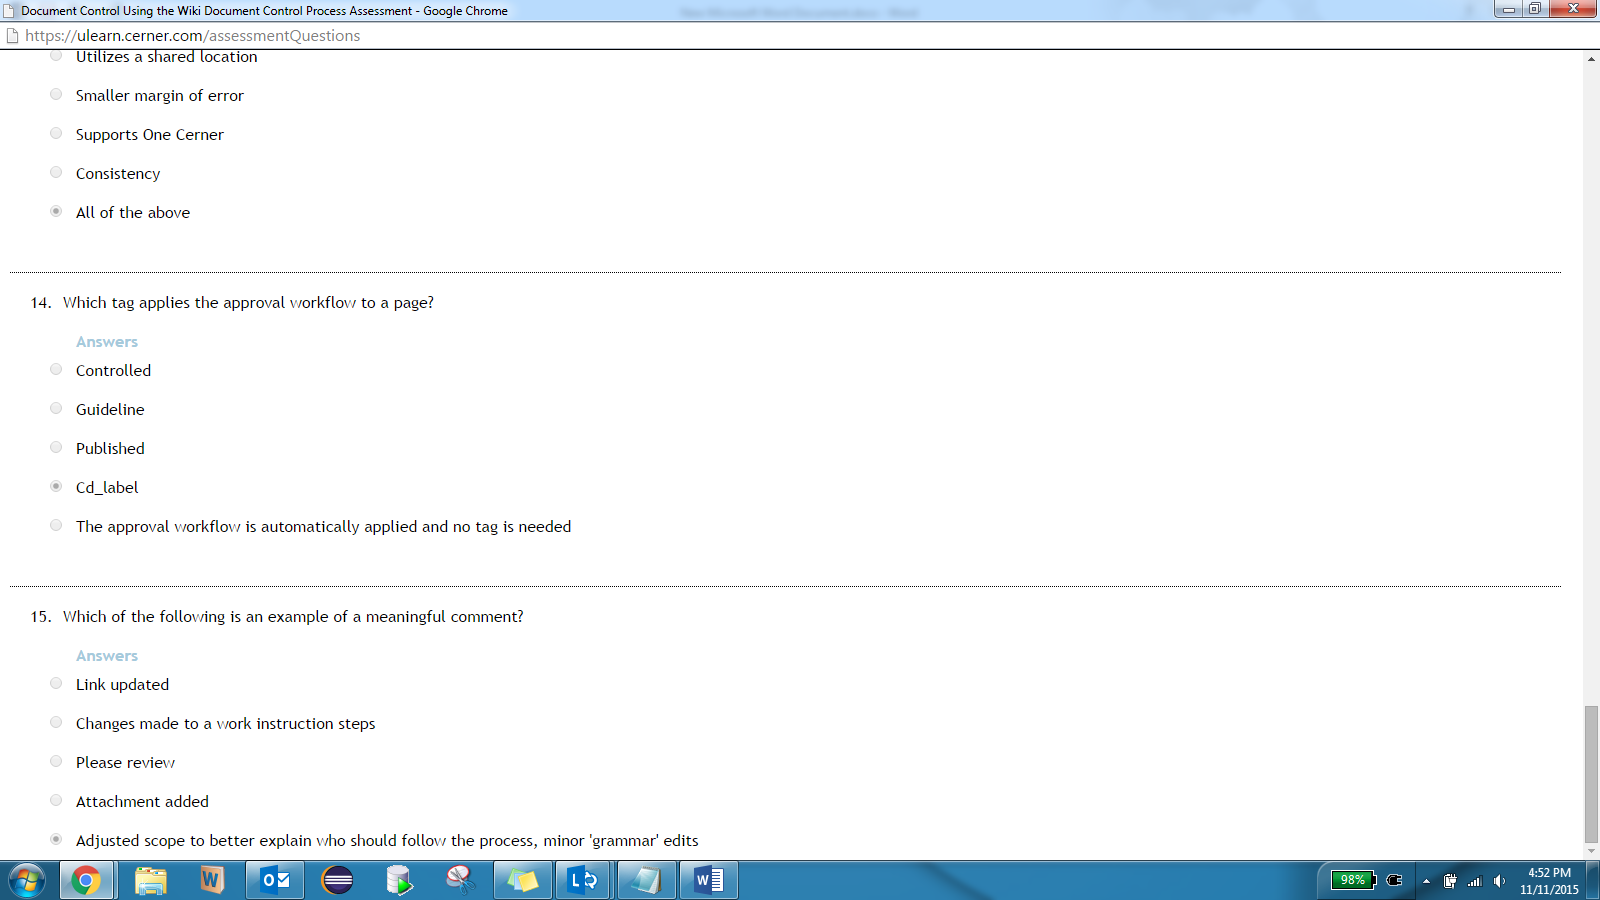 Document Control Using the Wiki Document Control Process Assessment - Google Chrome
https://ulearn.cerner.com/assessmentQuestions
Utilizes a shared location
Smaller margin of error
Supports One Cerner
Consistency
All of the above
14. Which tag applies the approval workflow to a page?
Answers
Controlled
Guideline
Published
Cd_label
The approval workflow is automatically applied and no tag is needed
15. Which of the following is an example of a meaningful comment?
Answers
Link updated
Changes made to a work instruction steps
Please review
Attachment added
Adjusted scope to better explain who should follow the process, minor 'grammar' edits
98%
4:52 PM
11/11/2015